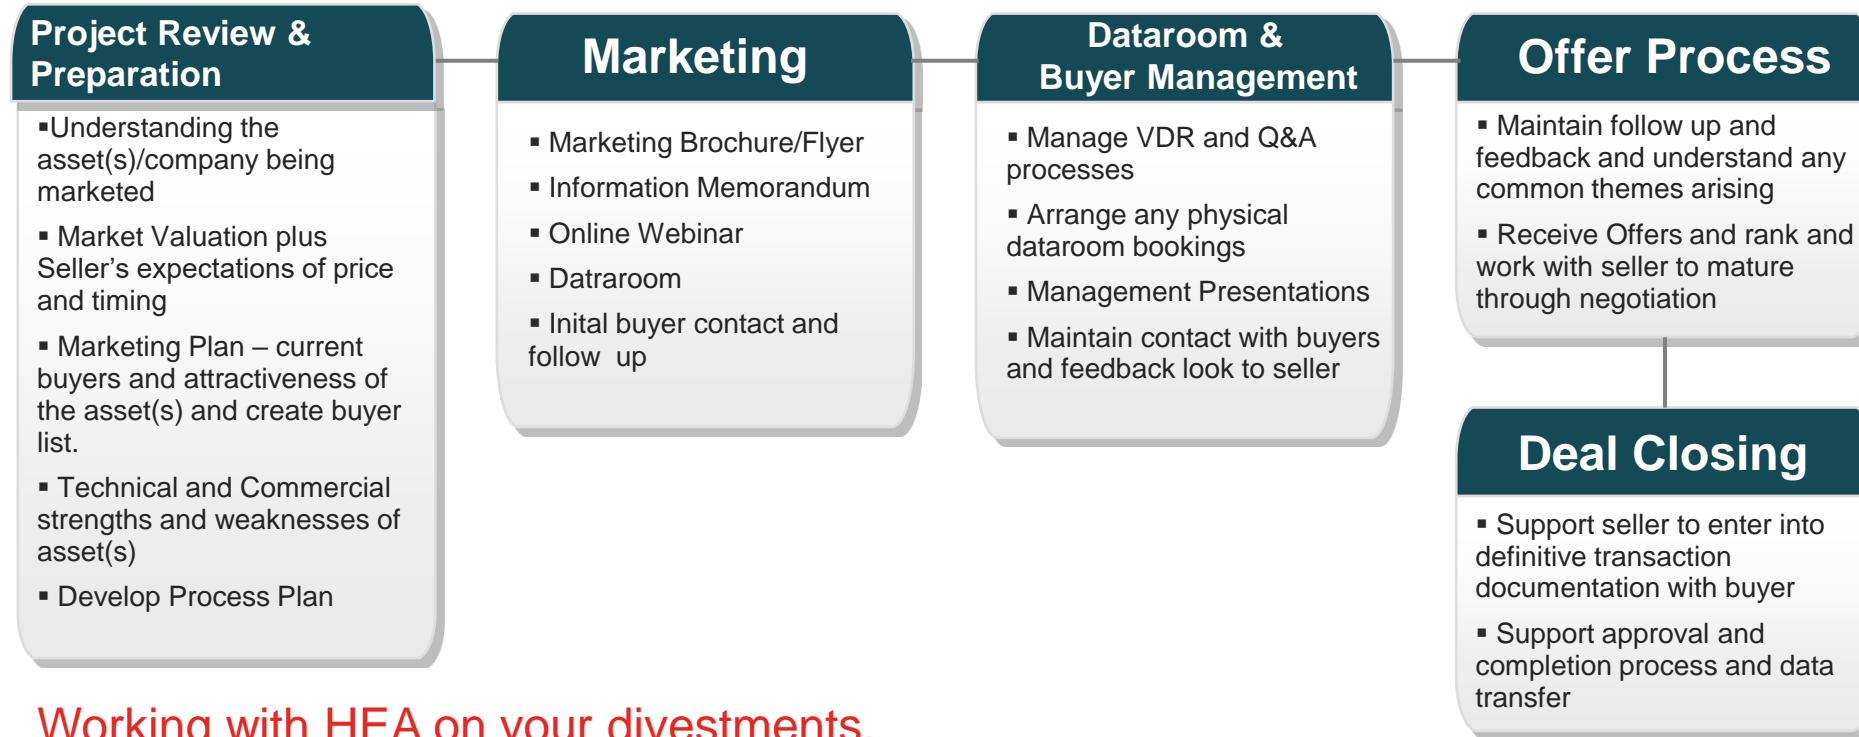 Project Review &
Preparation
▪Understanding the
asset(s)/company being
marketed
▪ Market Valuation plus
Seller’s expectations of price
and timing
▪ Marketing Plan – current
buyers and attractiveness of
the asset(s) and create buyer
list.
▪ Technical and Commercial
strengths and weaknesses of
asset(s)
▪ Develop Process Plan
Marketing
▪ Marketing Brochure/Flyer
▪ Information Memorandum
▪ Online Webinar
▪ Datraroom
▪ Inital buyer contact and
follow  up
Dataroom &
Buyer Management
▪ Manage VDR and Q&A
processes
▪ Arrange any physical
dataroom bookings
▪ Management Presentations
▪ Maintain contact with buyers
and feedback look to seller
Offer Process
▪ Maintain follow up and
feedback and understand any
common themes arising
▪ Receive Offers and rank and
work with seller to mature
through negotiation
Deal Closing
▪ Support seller to enter into
definitive transaction
documentation with buyer
▪ Support approval and
completion process and data
transfer
Working with HEA on your divestments.